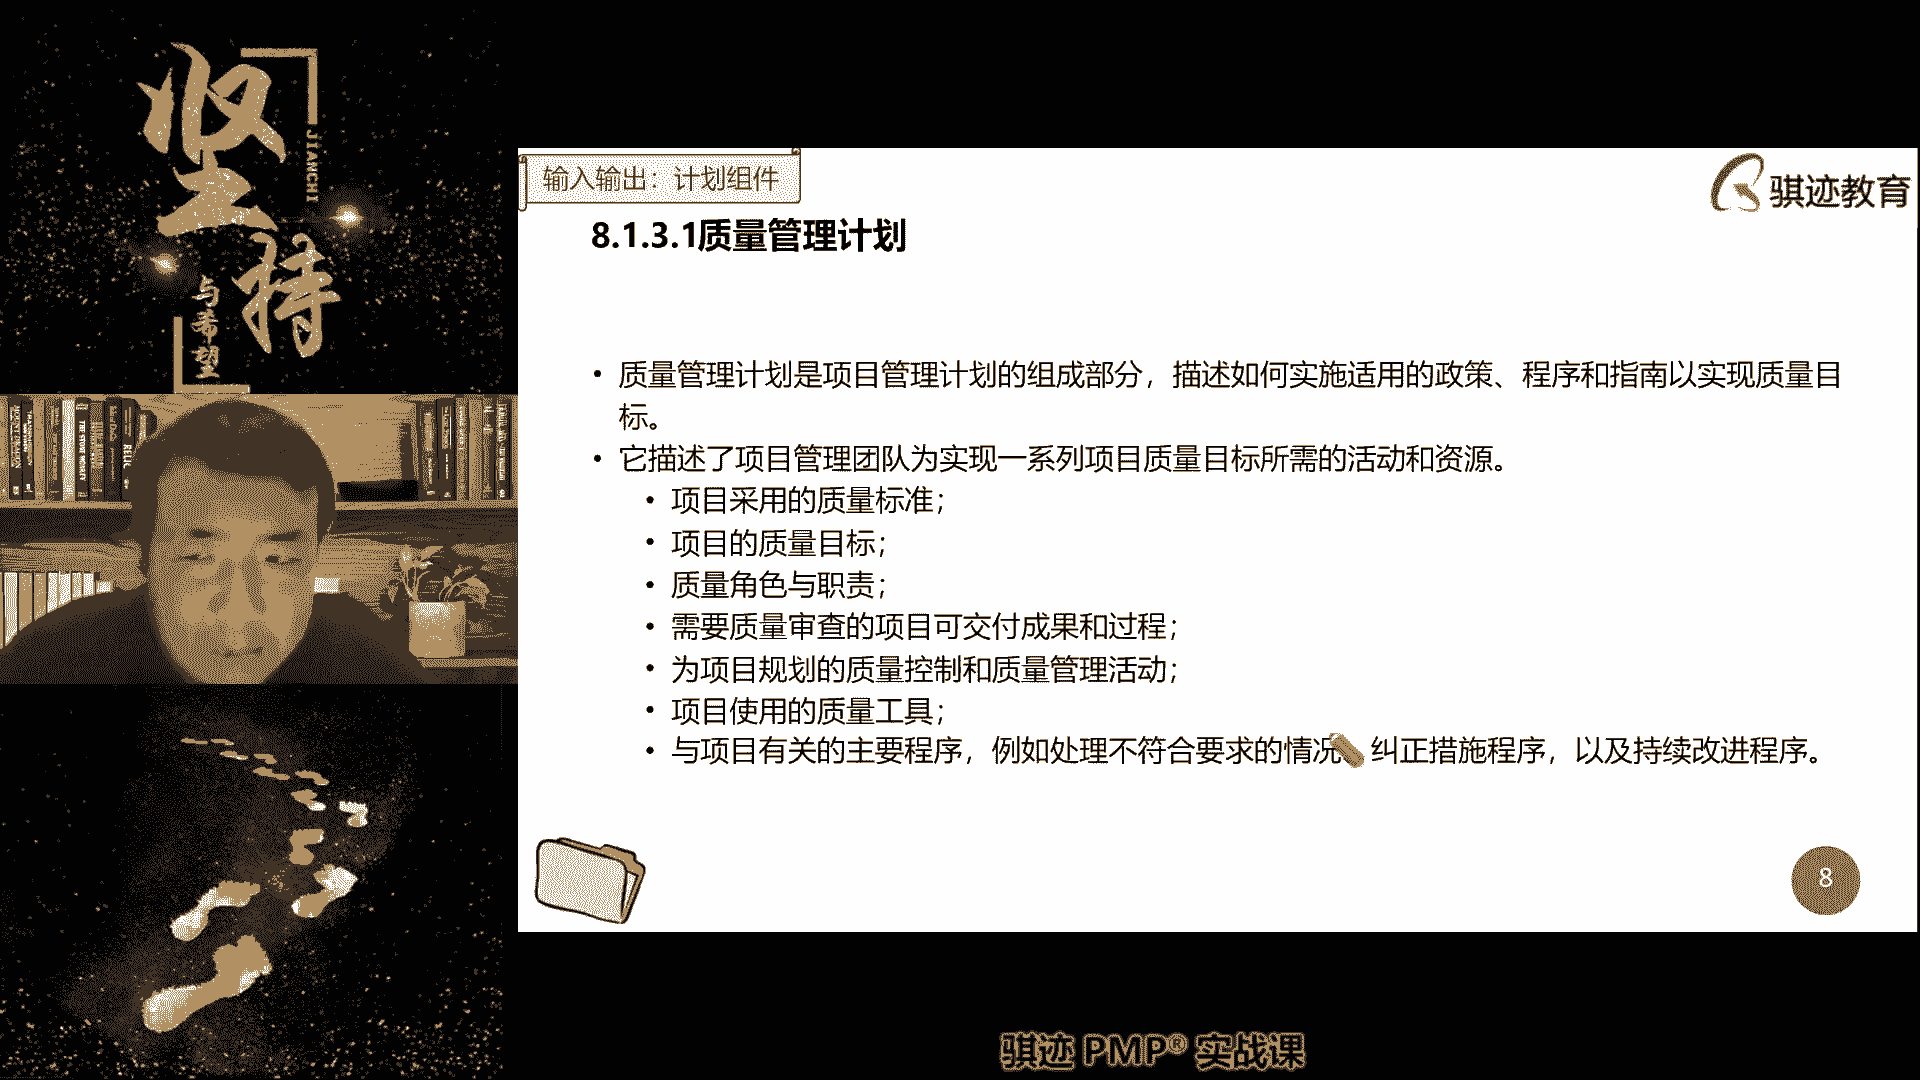 坚持
JIANCHI
与希望
输入输出：计划组件
骐迹教育
8.1.3.1质量管理计划
• 质量管理计划是项目管理计划的组成部分，描述如何实施适用的政策、程序和指南以实现质量目
标。
• 它描述了项目管理团队为实现一系列项目质量目标所需的活动和资源。
• 项目采用的质量标准；
• 项目的质量目标；
• 质量角色与职责；
• 需要质量审查的项目可交付成果和过程；
• 为项目规划的质量控制和质量管理活动；
• 项目使用的质量工具；
• 与项目有关的主要程序，例如处理不符合要求的情况 纠正措施程序，以及持续改进程序。
8
骐迹 PMP® 实战课